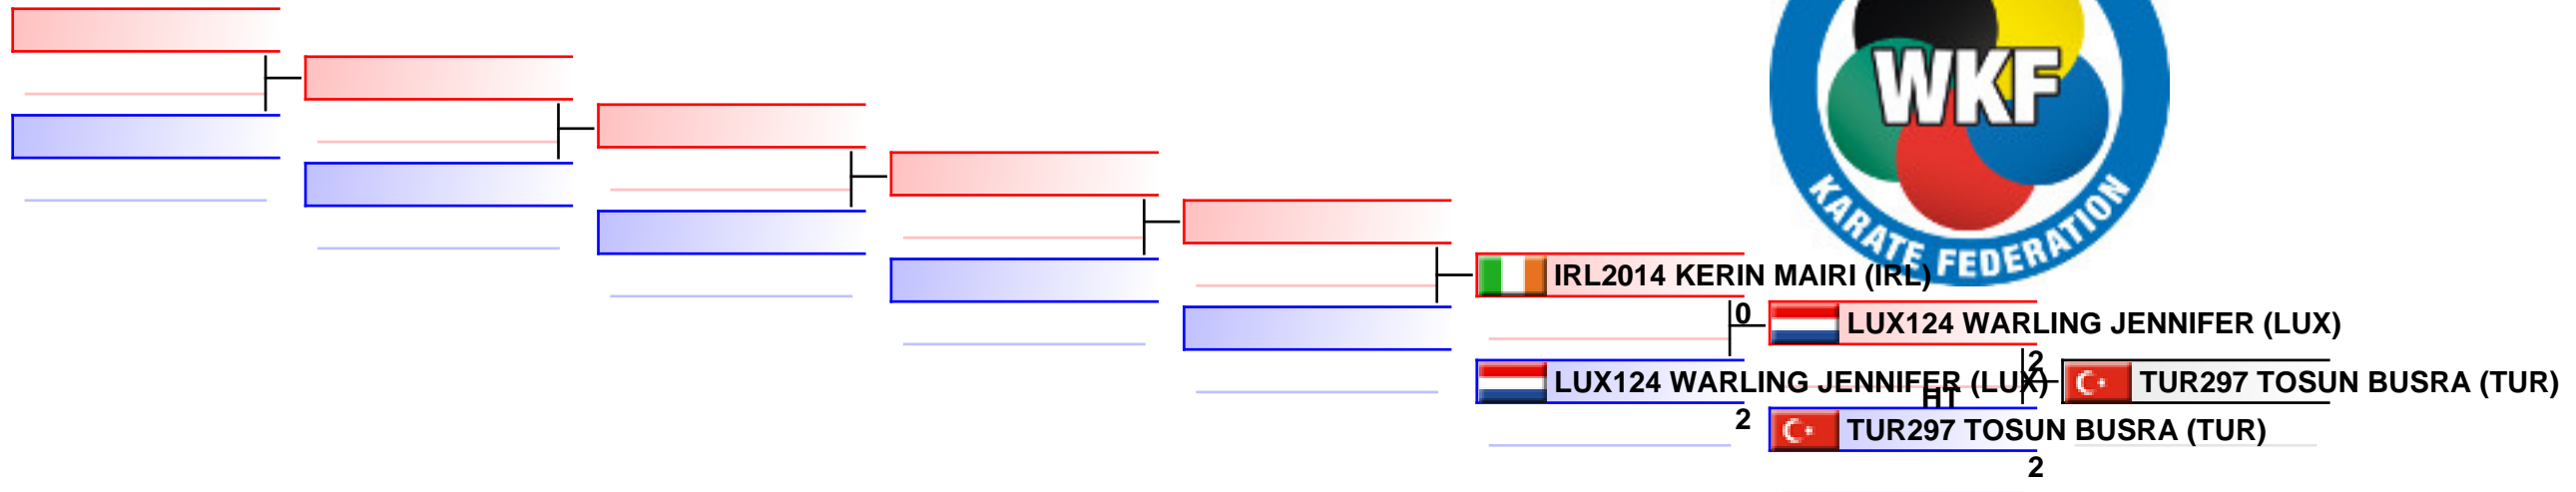 WKF
KARATE FEDERATION
IRL2014 KERIN MAIRI (IRL)
0
LUX124 WARLING JENNIFER (LUX)
2
LUX124 WARLING JENNIFER (LUX)
TUR297 TOSUN BUSRA (TUR)
HT
2
TUR297 TOSUN BUSRA (TUR)
2